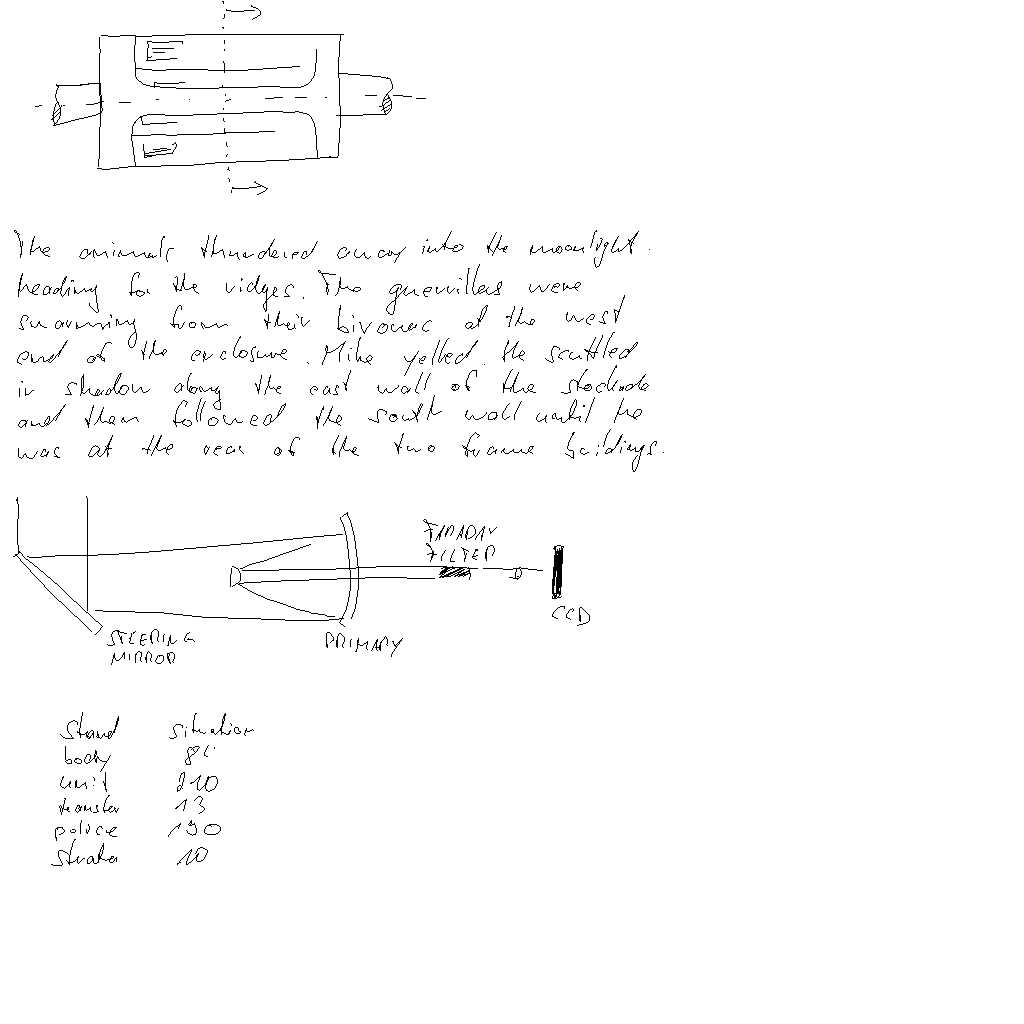 The animals thundered away into the moonlight.
heading for the ridges. The guerrillas were
swarming from their bivouac at the west
end of the enclosure. Mike yelled. He scuttled
in shadow along the east wall of the stockade
and then followed the south wall until he
was at the rear of the two frame buildings.
FARADAY
FILTER
CCD
STEERING
MIRROR
PRIMARY
Stand situation
body
unit 210
transfer 13
police 190
strata 10